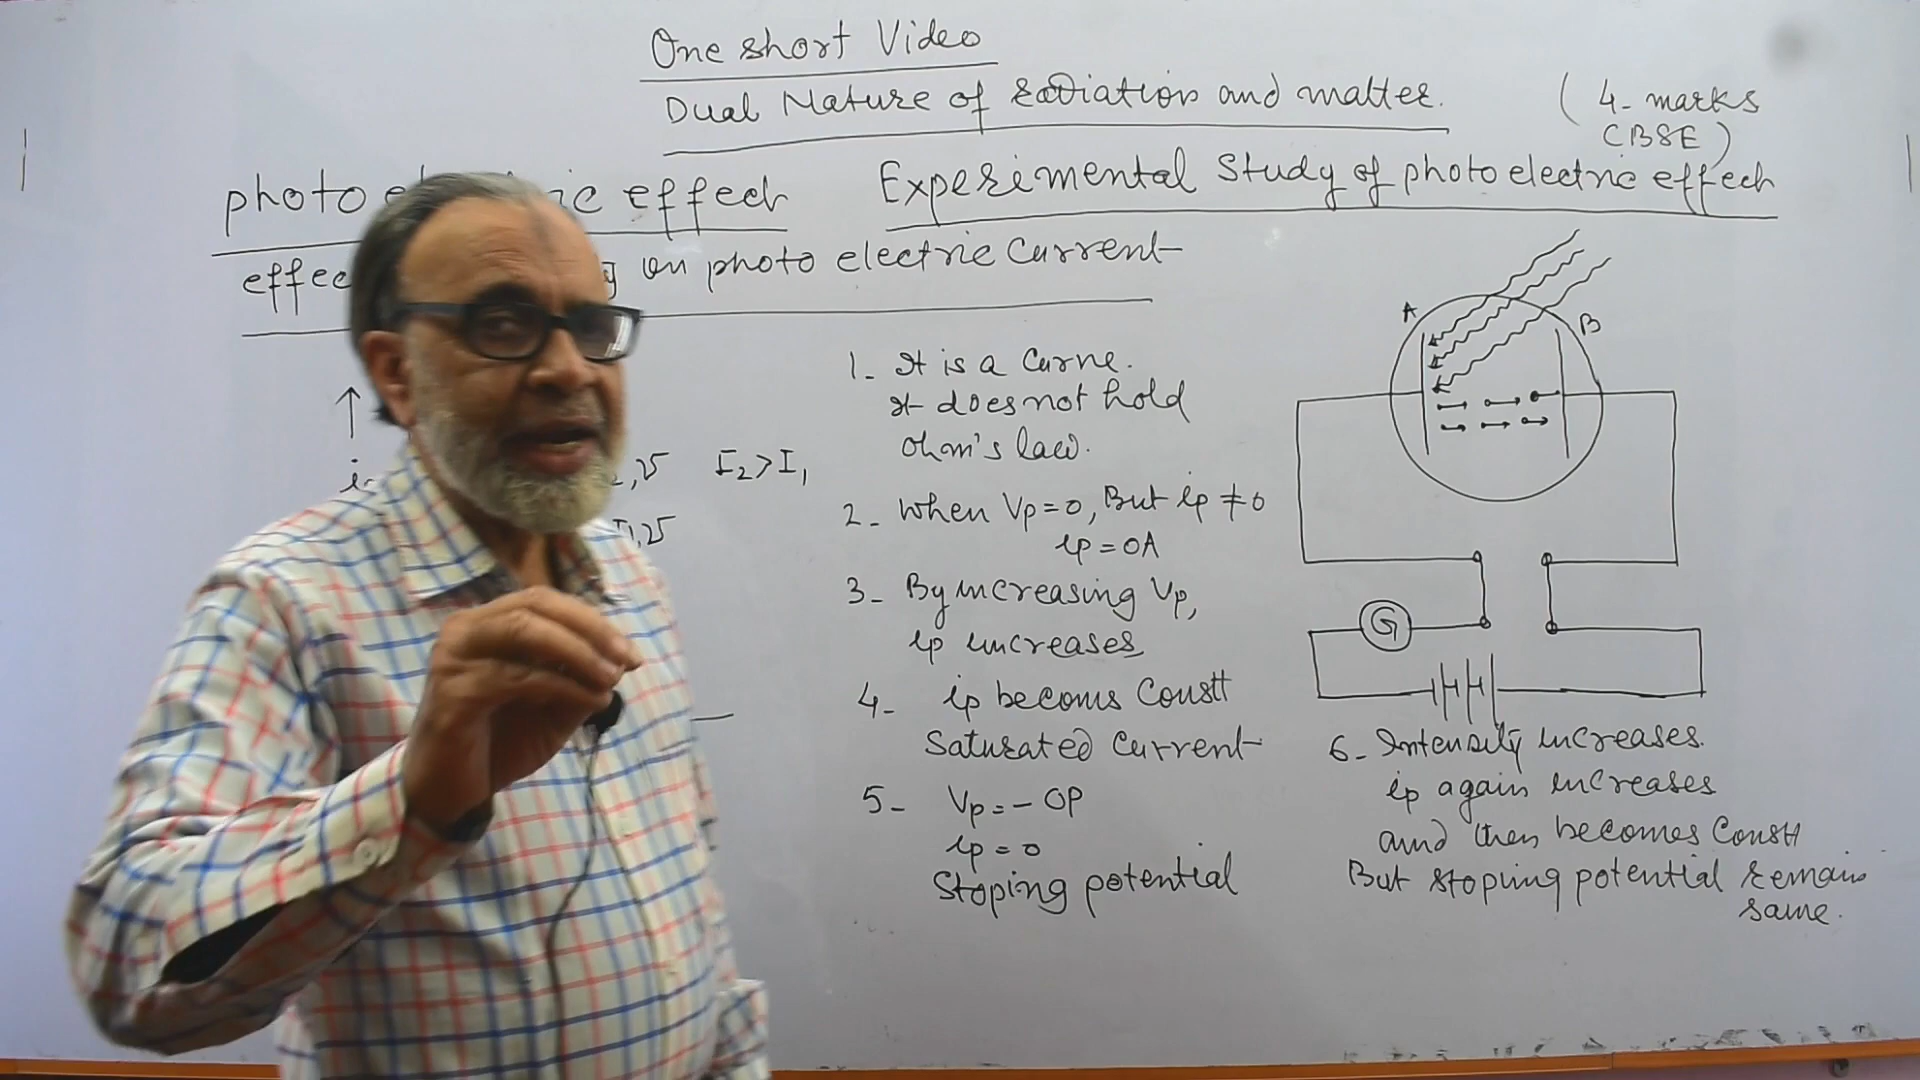 One short Video
Dual Nature of radiation and matter.
( 4- marks
CBSE )
photo ic effect
Experimental Study of photo electric effect
effec on photo electric Current
A
B
1- It is a Curve.
It does not hold
ohm's law.
I2 > I1
2- when Vp = 0, But ip ≠ 0
ip = OA
3- By increasing Vp,
ip increases
G
4- ip becoms Constt
Saturated Current
5- Vp = - OP
ip = 0
Stoping potential
6- Intensity increases.
ip again increases
and then becomes Constt
But stoping potential remains
same.